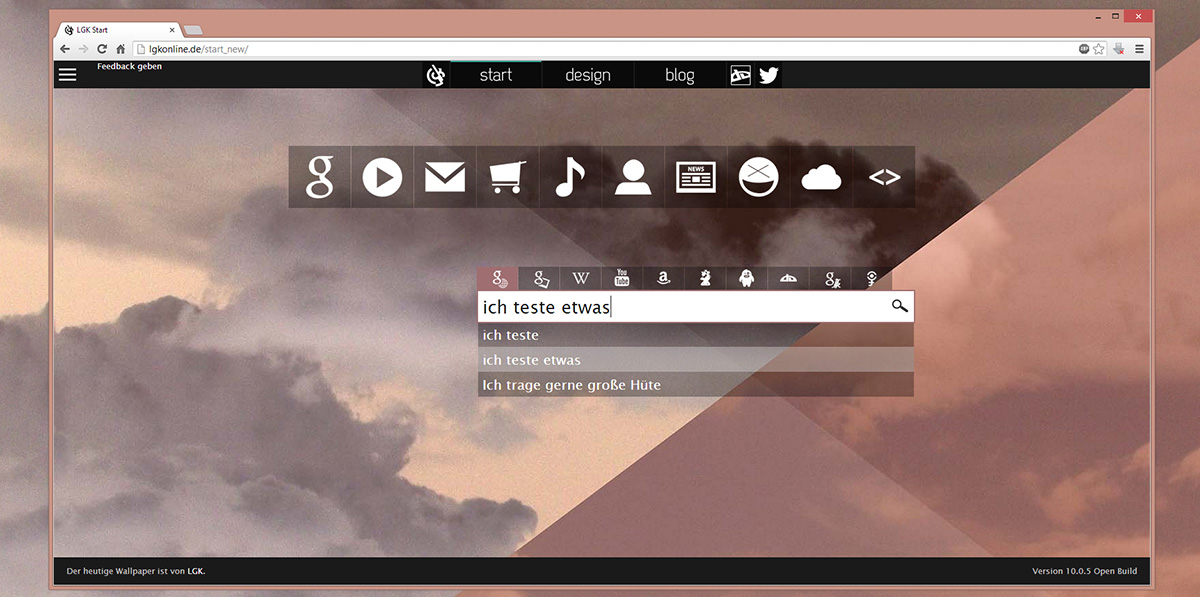 LGK Start
lgkonline.de/start_new/
Feedback geben
start
design
blog
g
NEWS
<>
g
g
W
You Tube
a
g
ich teste etwas
ich teste
ich teste etwas
Ich trage gerne große Hüte
Der heutige Wallpaper ist von LGK.
Version 10.0.5 Open Build